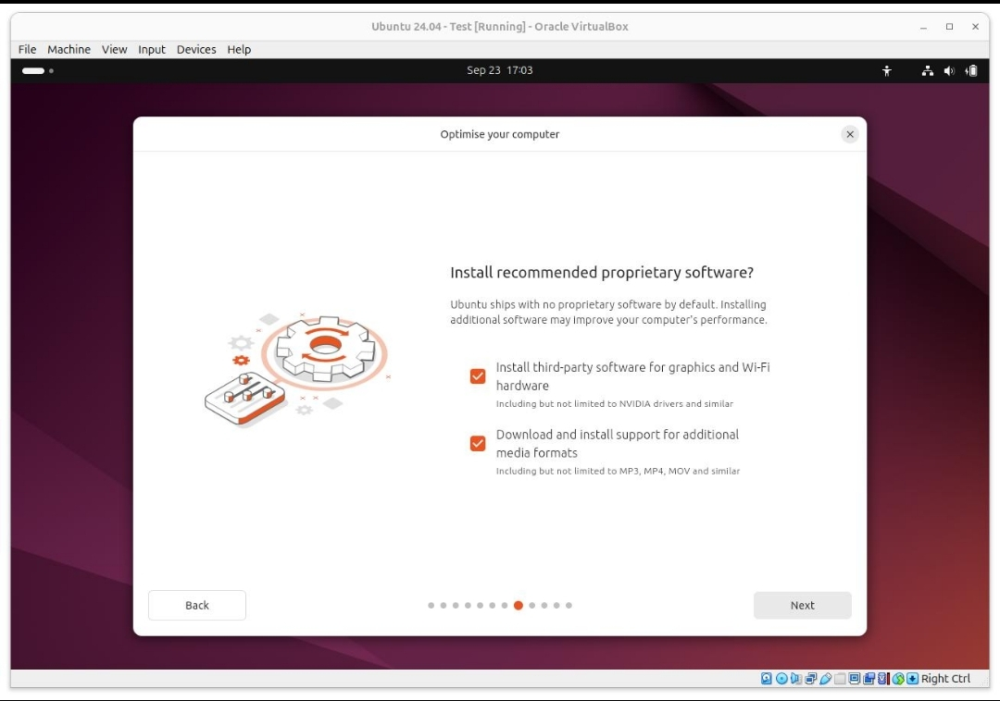 Ubuntu 24.04 - Test [Running] - Oracle VirtualBox
File Machine View Input Devices Help
Sep 23 17:03
Optimise your computer
Install recommended proprietary software?
Ubuntu ships with no proprietary software by default. Installing
additional software may improve your computer's performance.
Install third-party software for graphics and Wi-Fi
hardware
Including but not limited to NVIDIA drivers and similar
Download and install support for additional
media formats
Including but not limited to MP3, MP4, MOV and similar
Back
Next
Right Ctrl